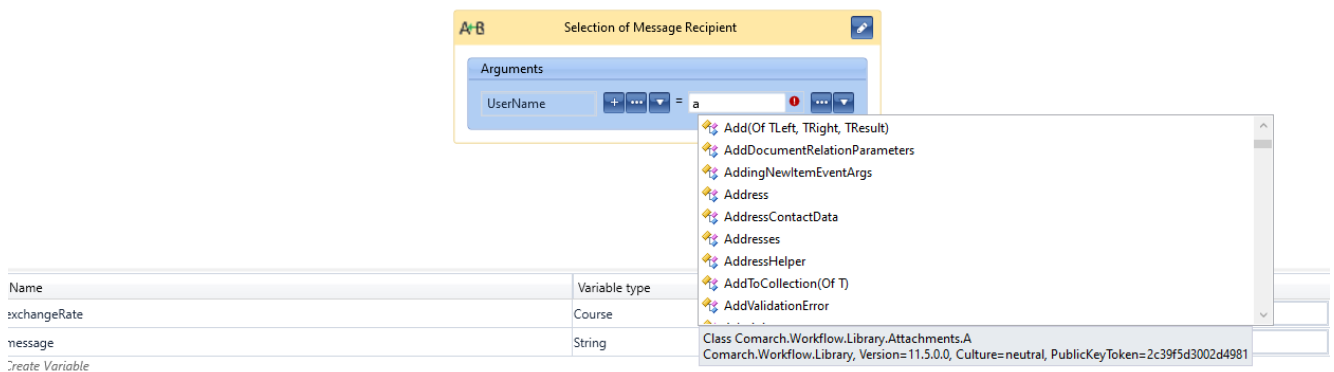 A+B Selection of Message Recipient
Arguments
UserName + ... = a ! ...
Add(Of TLeft, TRight, TResult)
AddDocumentRelationParameters
AddingNewItemEventArgs
Address
AddressContactData
Addresses
AddressHelper
AddToCollection(Of T)
AddValidationError
Name Variable type
exchangeRate Course
message String
Class Comarch.Workflow.Library.Attachments.A
Comarch.Workflow.Library, Version=11.5.0.0, Culture=neutral, PublicKeyToken=2c39f5d3002d4981
Create Variable